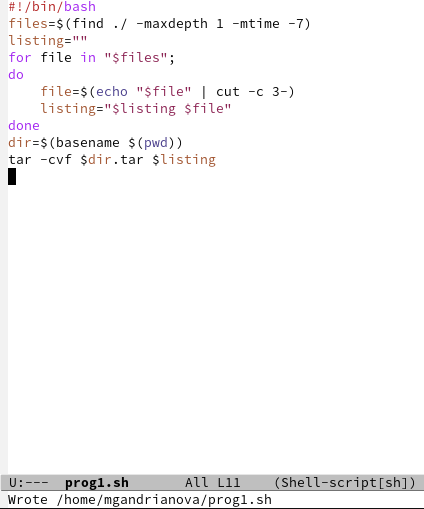 #!/bin/bash
files=$(find ./ -maxdepth 1 -mtime -7)
listing=""
for file in "$files";
do
    file=$(echo "$file" | cut -c 3-)
    listing="$listing $file"
done
dir=$(basename $(pwd))
tar -cvf $dir.tar $listing
U:---  prog1.sh       All L11    (Shell-script[sh])
Wrote /home/mgandrianova/prog1.sh